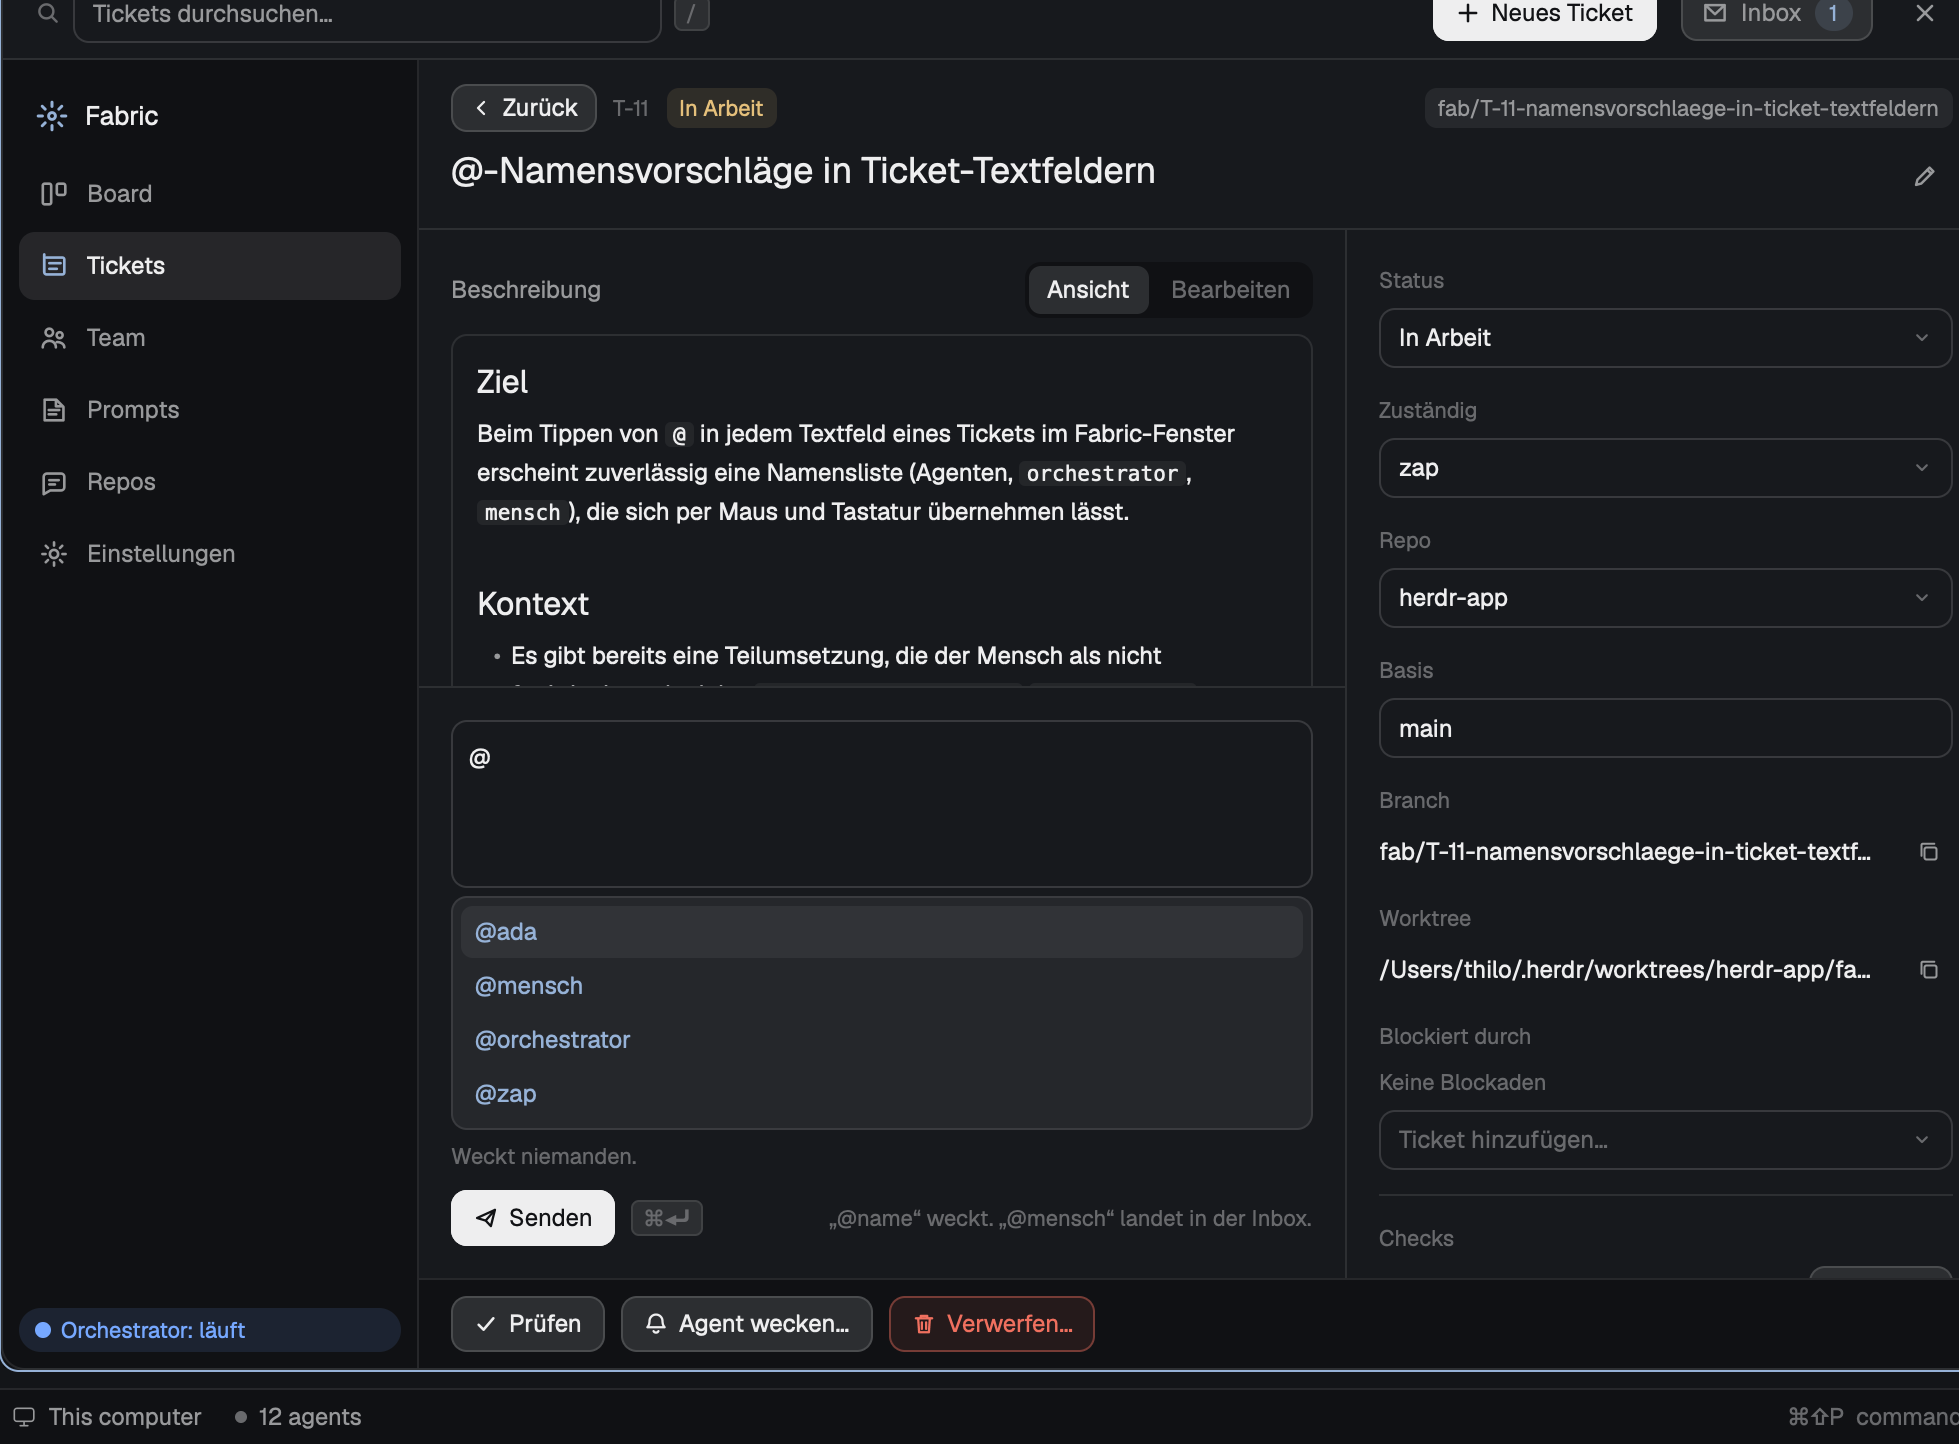 Tickets durchsuchen...
/
+ Neues Ticket
Inbox 1
Fabric
Board
Tickets
Team
Prompts
Repos
Einstellungen
Orchestrator: läuft
Zurück
T-11
In Arbeit
fab/T-11-namensvorschlaege-in-ticket-textfeldern
@-Namensvorschläge in Ticket-Textfeldern
Beschreibung
Ansicht
Bearbeiten
Ziel
Beim Tippen von @ in jedem Textfeld eines Tickets im Fabric-Fenster
erscheint zuverlässig eine Namensliste (Agenten, orchestrator,
mensch), die sich per Maus und Tastatur übernehmen lässt.
Kontext
• Es gibt bereits eine Teilumsetzung, die der Mensch als nicht
@
@ada
@mensch
@orchestrator
@zap
Weckt niemanden.
Senden
⌘↵
„@name“ weckt. „@mensch“ landet in der Inbox.
Prüfen
Agent wecken...
Verwerfen...
Status
In Arbeit
Zuständig
zap
Repo
herdr-app
Basis
main
Branch
fab/T-11-namensvorschlaege-in-ticket-textf...
Worktree
/Users/thilo/.herdr/worktrees/herdr-app/fa...
Blockiert durch
Keine Blockaden
Ticket hinzufügen...
Checks
This computer
12 agents
⌘⇧P command